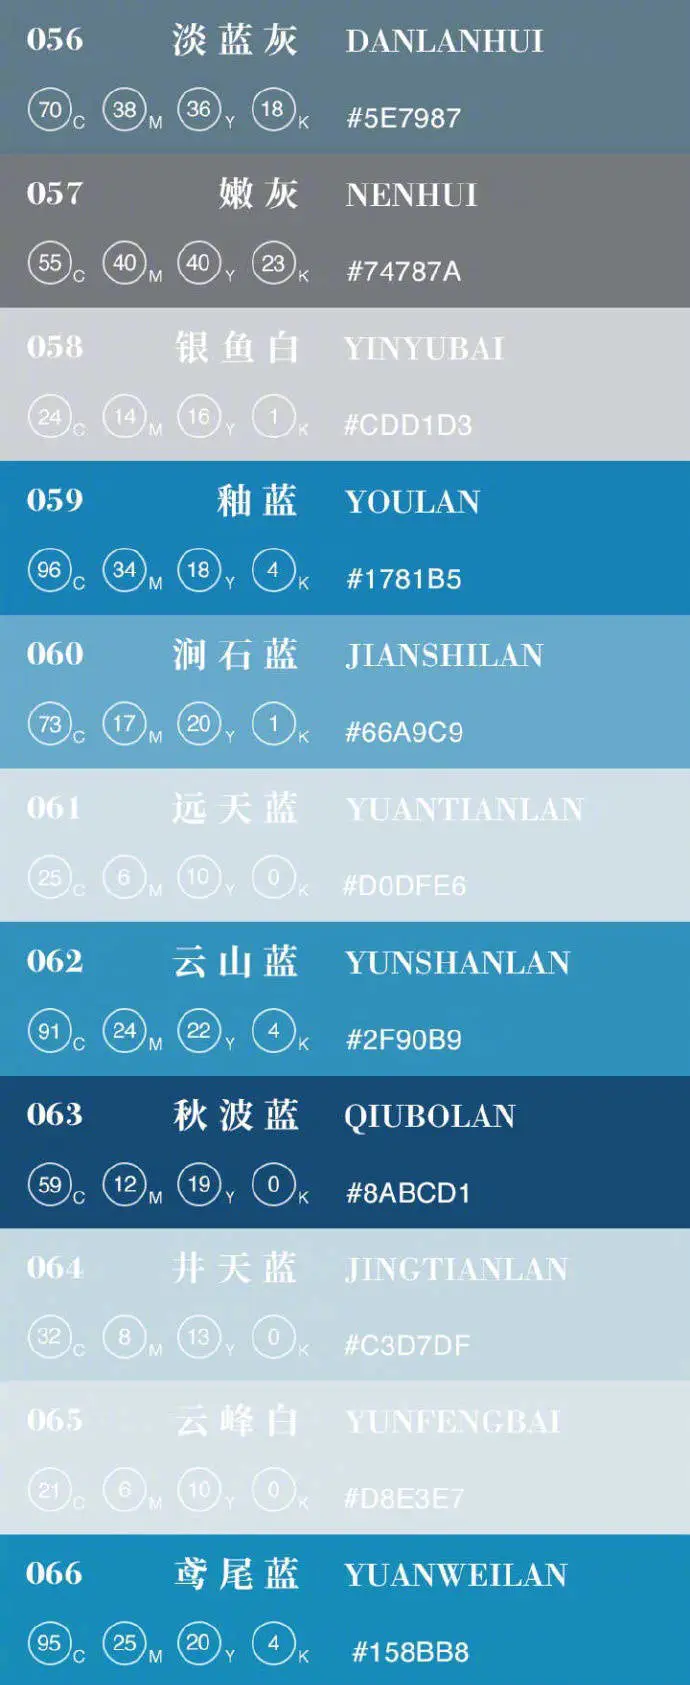 056 淡蓝灰 DANLANHUI
70 C 38 M 36 Y 18 K #5E7987
057 嫩灰 NENHUI
55 C 40 M 40 Y 23 K #74787A
058 银鱼白 YINYUBAI
24 C 14 M 16 Y 1 K #CDD1D3
059 釉蓝 YOULAN
96 C 34 M 18 Y 4 K #1781B5
060 涧石蓝 JIANSHILAN
73 C 17 M 20 Y 1 K #66A9C9
061 远天蓝 YUANTIANLAN
25 C 6 M 10 Y 0 K #D0DFE6
062 云山蓝 YUNSHANLAN
91 C 24 M 22 Y 4 K #2F90B9
063 秋波蓝 QIUBOLAN
59 C 12 M 19 Y 0 K #8ABCD1
064 井天蓝 JINGTIANLAN
32 C 8 M 13 Y 0 K #C3D7DF
065 云峰白 YUNFENGBAI
21 C 6 M 10 Y 0 K #D8E3E7
066 鸢尾蓝 YUANWEILAN
95 C 25 M 20 Y 4 K #158BB8